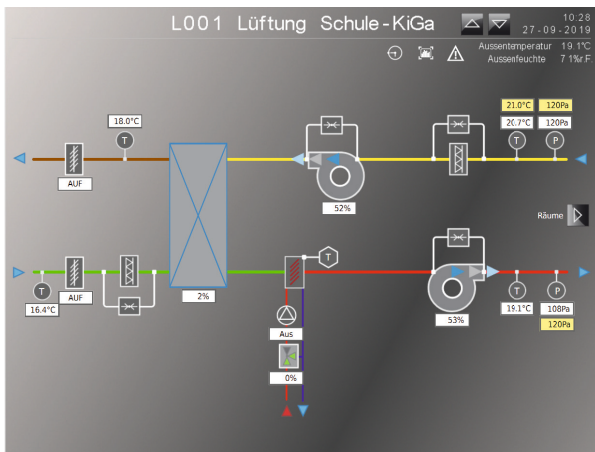 L001 Lüftung Schule-KiGa
10:28
27-09-2019
Aussentemperatur 19.1°C
Aussenfeuchte 71%r.F.
21.0°C 120Pa
18.0°C
20.7°C 120Pa
T
T P
AUF
52%
Räume
T
T
T P
16.4°C
AUF
2%
19.1°C 108Pa
53%
120Pa
Aus
0%